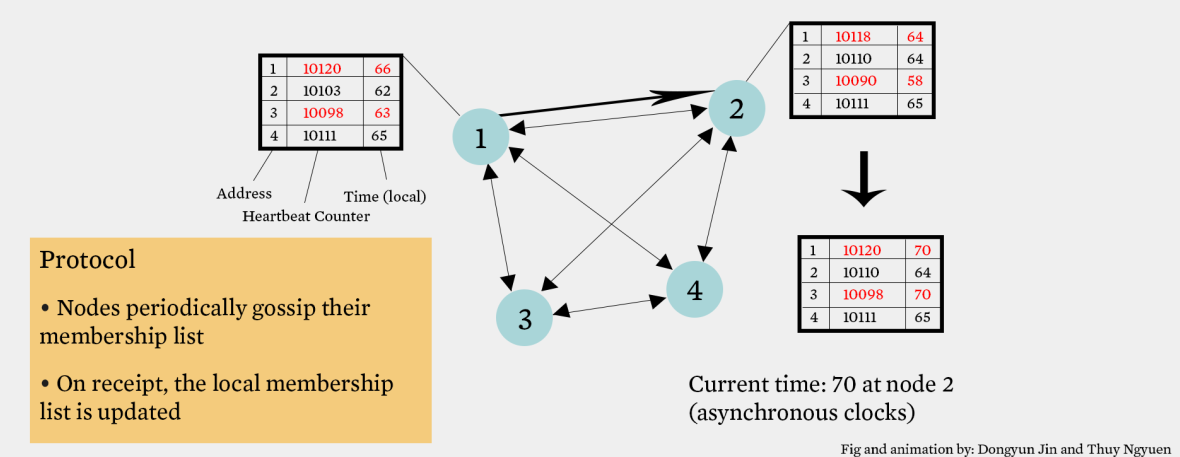 1 10120 66
2 10103 62
3 10098 63
4 10111 65
Address
Heartbeat Counter
Time (local)
1
2
3
4
1 10118 64
2 10110 64
3 10090 58
4 10111 65
1 10120 70
2 10110 64
3 10098 70
4 10111 65
Protocol
• Nodes periodically gossip their
membership list
• On receipt, the local membership
list is updated
Current time: 70 at node 2
(asynchronous clocks)
Fig and animation by: Dongyun Jin and Thuy Ngyuen